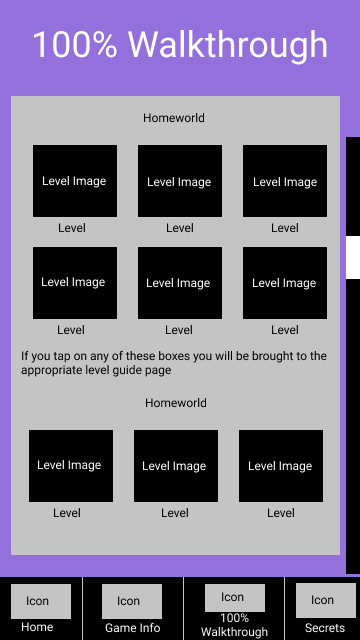 100% Walkthrough
Homeworld
Level Image Level Image Level Image
Level Level Level
Level Image Level Image Level Image
Level Level Level
If you tap on any of these boxes you will be brought to the
appropriate level guide page
Homeworld
Level Image Level Image Level Image
Level Level Level
Icon Icon Icon Icon
Home Game Info 100% Walkthrough Secrets